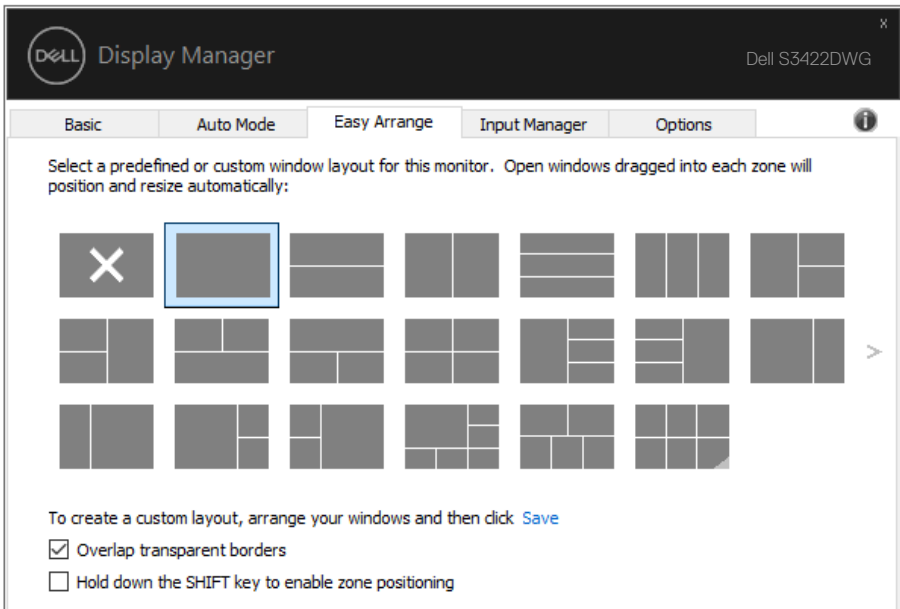 x
DELL Display Manager
Dell S3422DWG
Basic Auto Mode Easy Arrange Input Manager Options
Select a predefined or custom window layout for this monitor. Open windows dragged into each zone will
position and resize automatically:
To create a custom layout, arrange your windows and then click Save
Overlap transparent borders
Hold down the SHIFT key to enable zone positioning